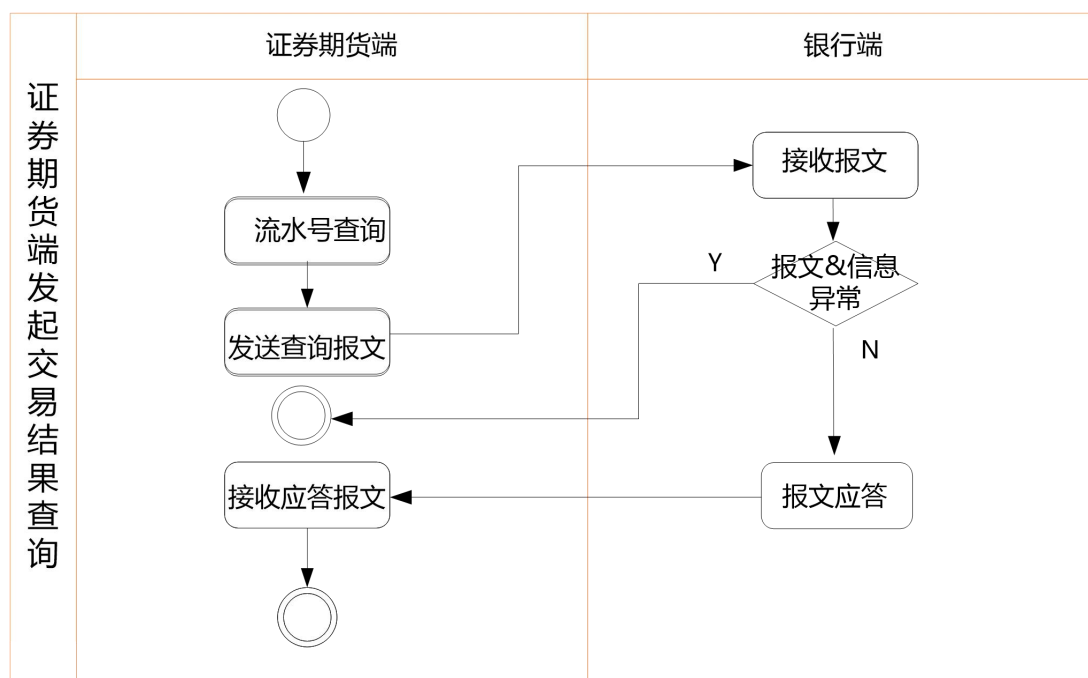 证券期货端发起交易结果查询
证券期货端
银行端
流水号查询
发送查询报文
接收报文
报文&信息
异常
Y
N
接收应答报文
报文应答